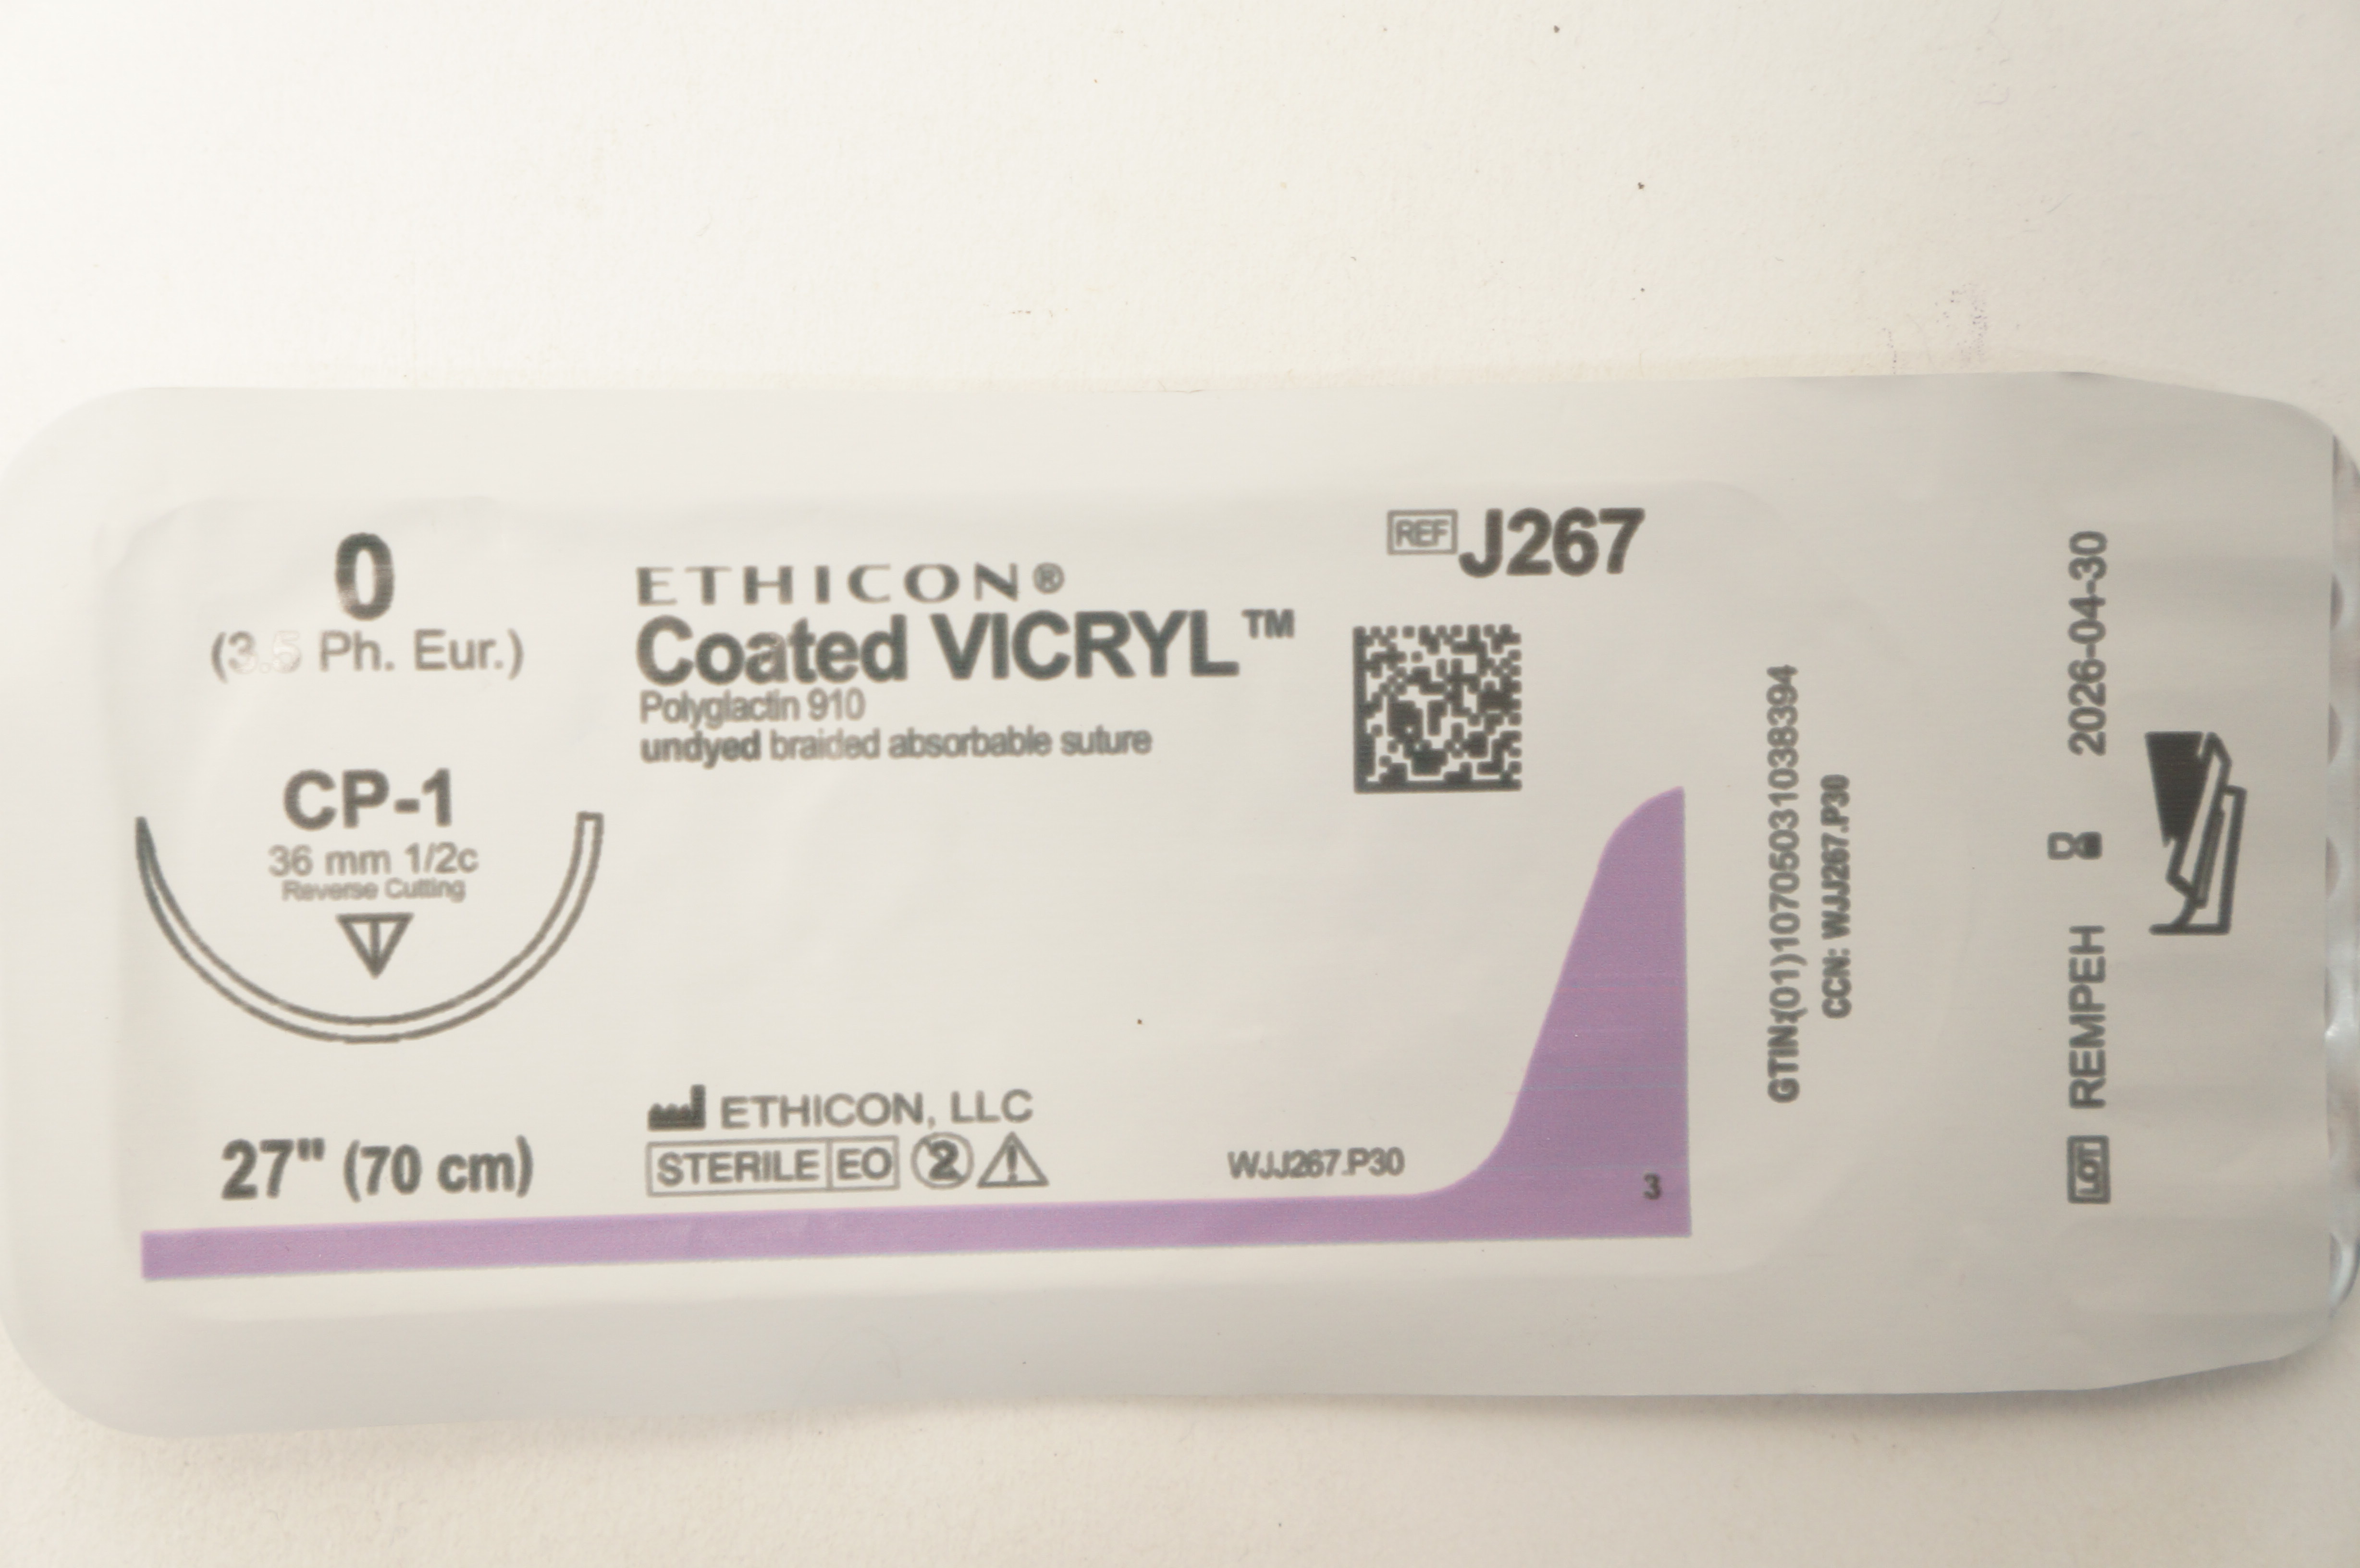 0
(3.5 Ph. Eur.)
CP-1
36 mm 1/2c
Reverse Cutting
27" (70 cm)
ETHICON®
Coated VICRYL™
Polyglactin 910
undyed braided absorbable suture
REF J267
ETHICON, LLC
STERILE EO 2
WJJ267.P30
3
GTIN:(01)10705031038394
CCN: WJJ267.P30
LOT REMPEH 2026-04-30